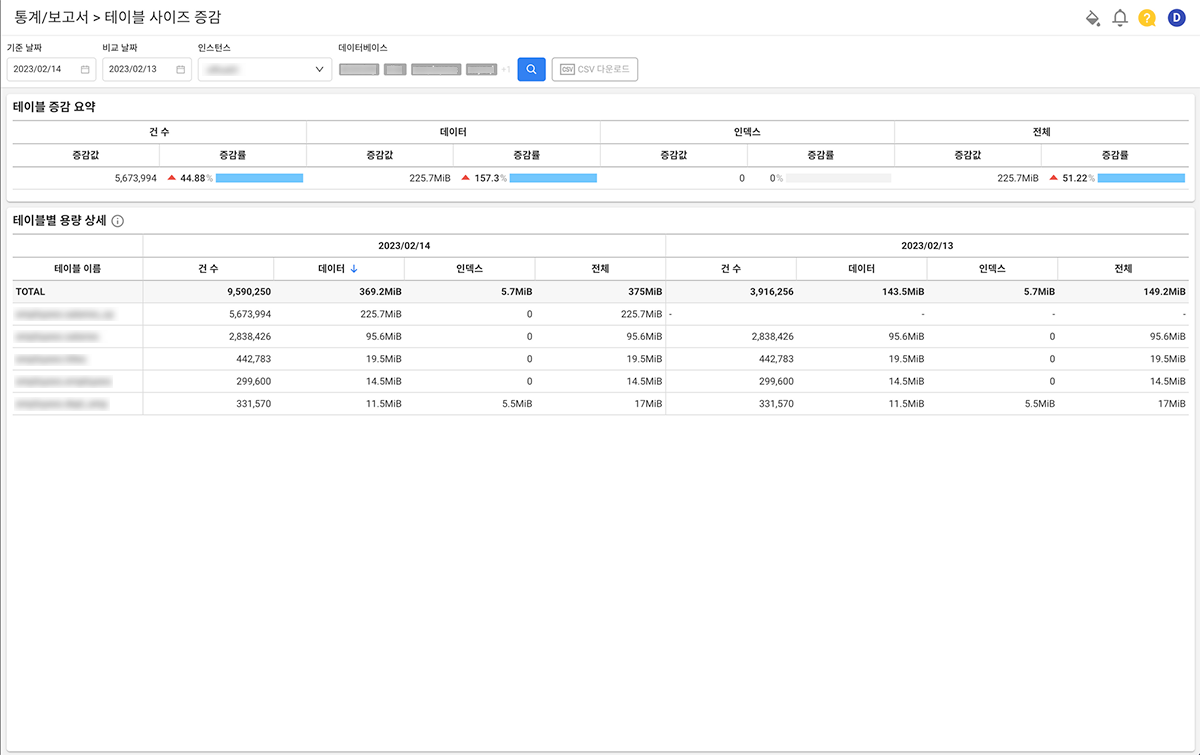 통계/보고서 > 테이블 사이즈 증감
? D
기준 날짜 비교 날짜 인스턴스 데이터베이스
2023/02/14 2023/02/13 +1 CSV CSV 다운로드
테이블 증감 요약
건 수 데이터 인덱스 전체
증감값 증감률 증감값 증감률 증감값 증감률 증감값 증감률
5,673,994 44.88% 225.7MiB 157.3% 0 0% 225.7MiB 51.22%
테이블별 용량 상세
2023/02/14 2023/02/13
테이블 이름 건 수 데이터 인덱스 전체 건 수 데이터 인덱스 전체
TOTAL 9,590,250 369.2MiB 5.7MiB 375MiB 3,916,256 143.5MiB 5.7MiB 149.2MiB
5,673,994 225.7MiB 0 225.7MiB - - - -
2,838,426 95.6MiB 0 95.6MiB 2,838,426 95.6MiB 0 95.6MiB
442,783 19.5MiB 0 19.5MiB 442,783 19.5MiB 0 19.5MiB
299,600 14.5MiB 0 14.5MiB 299,600 14.5MiB 0 14.5MiB
331,570 11.5MiB 5.5MiB 17MiB 331,570 11.5MiB 5.5MiB 17MiB